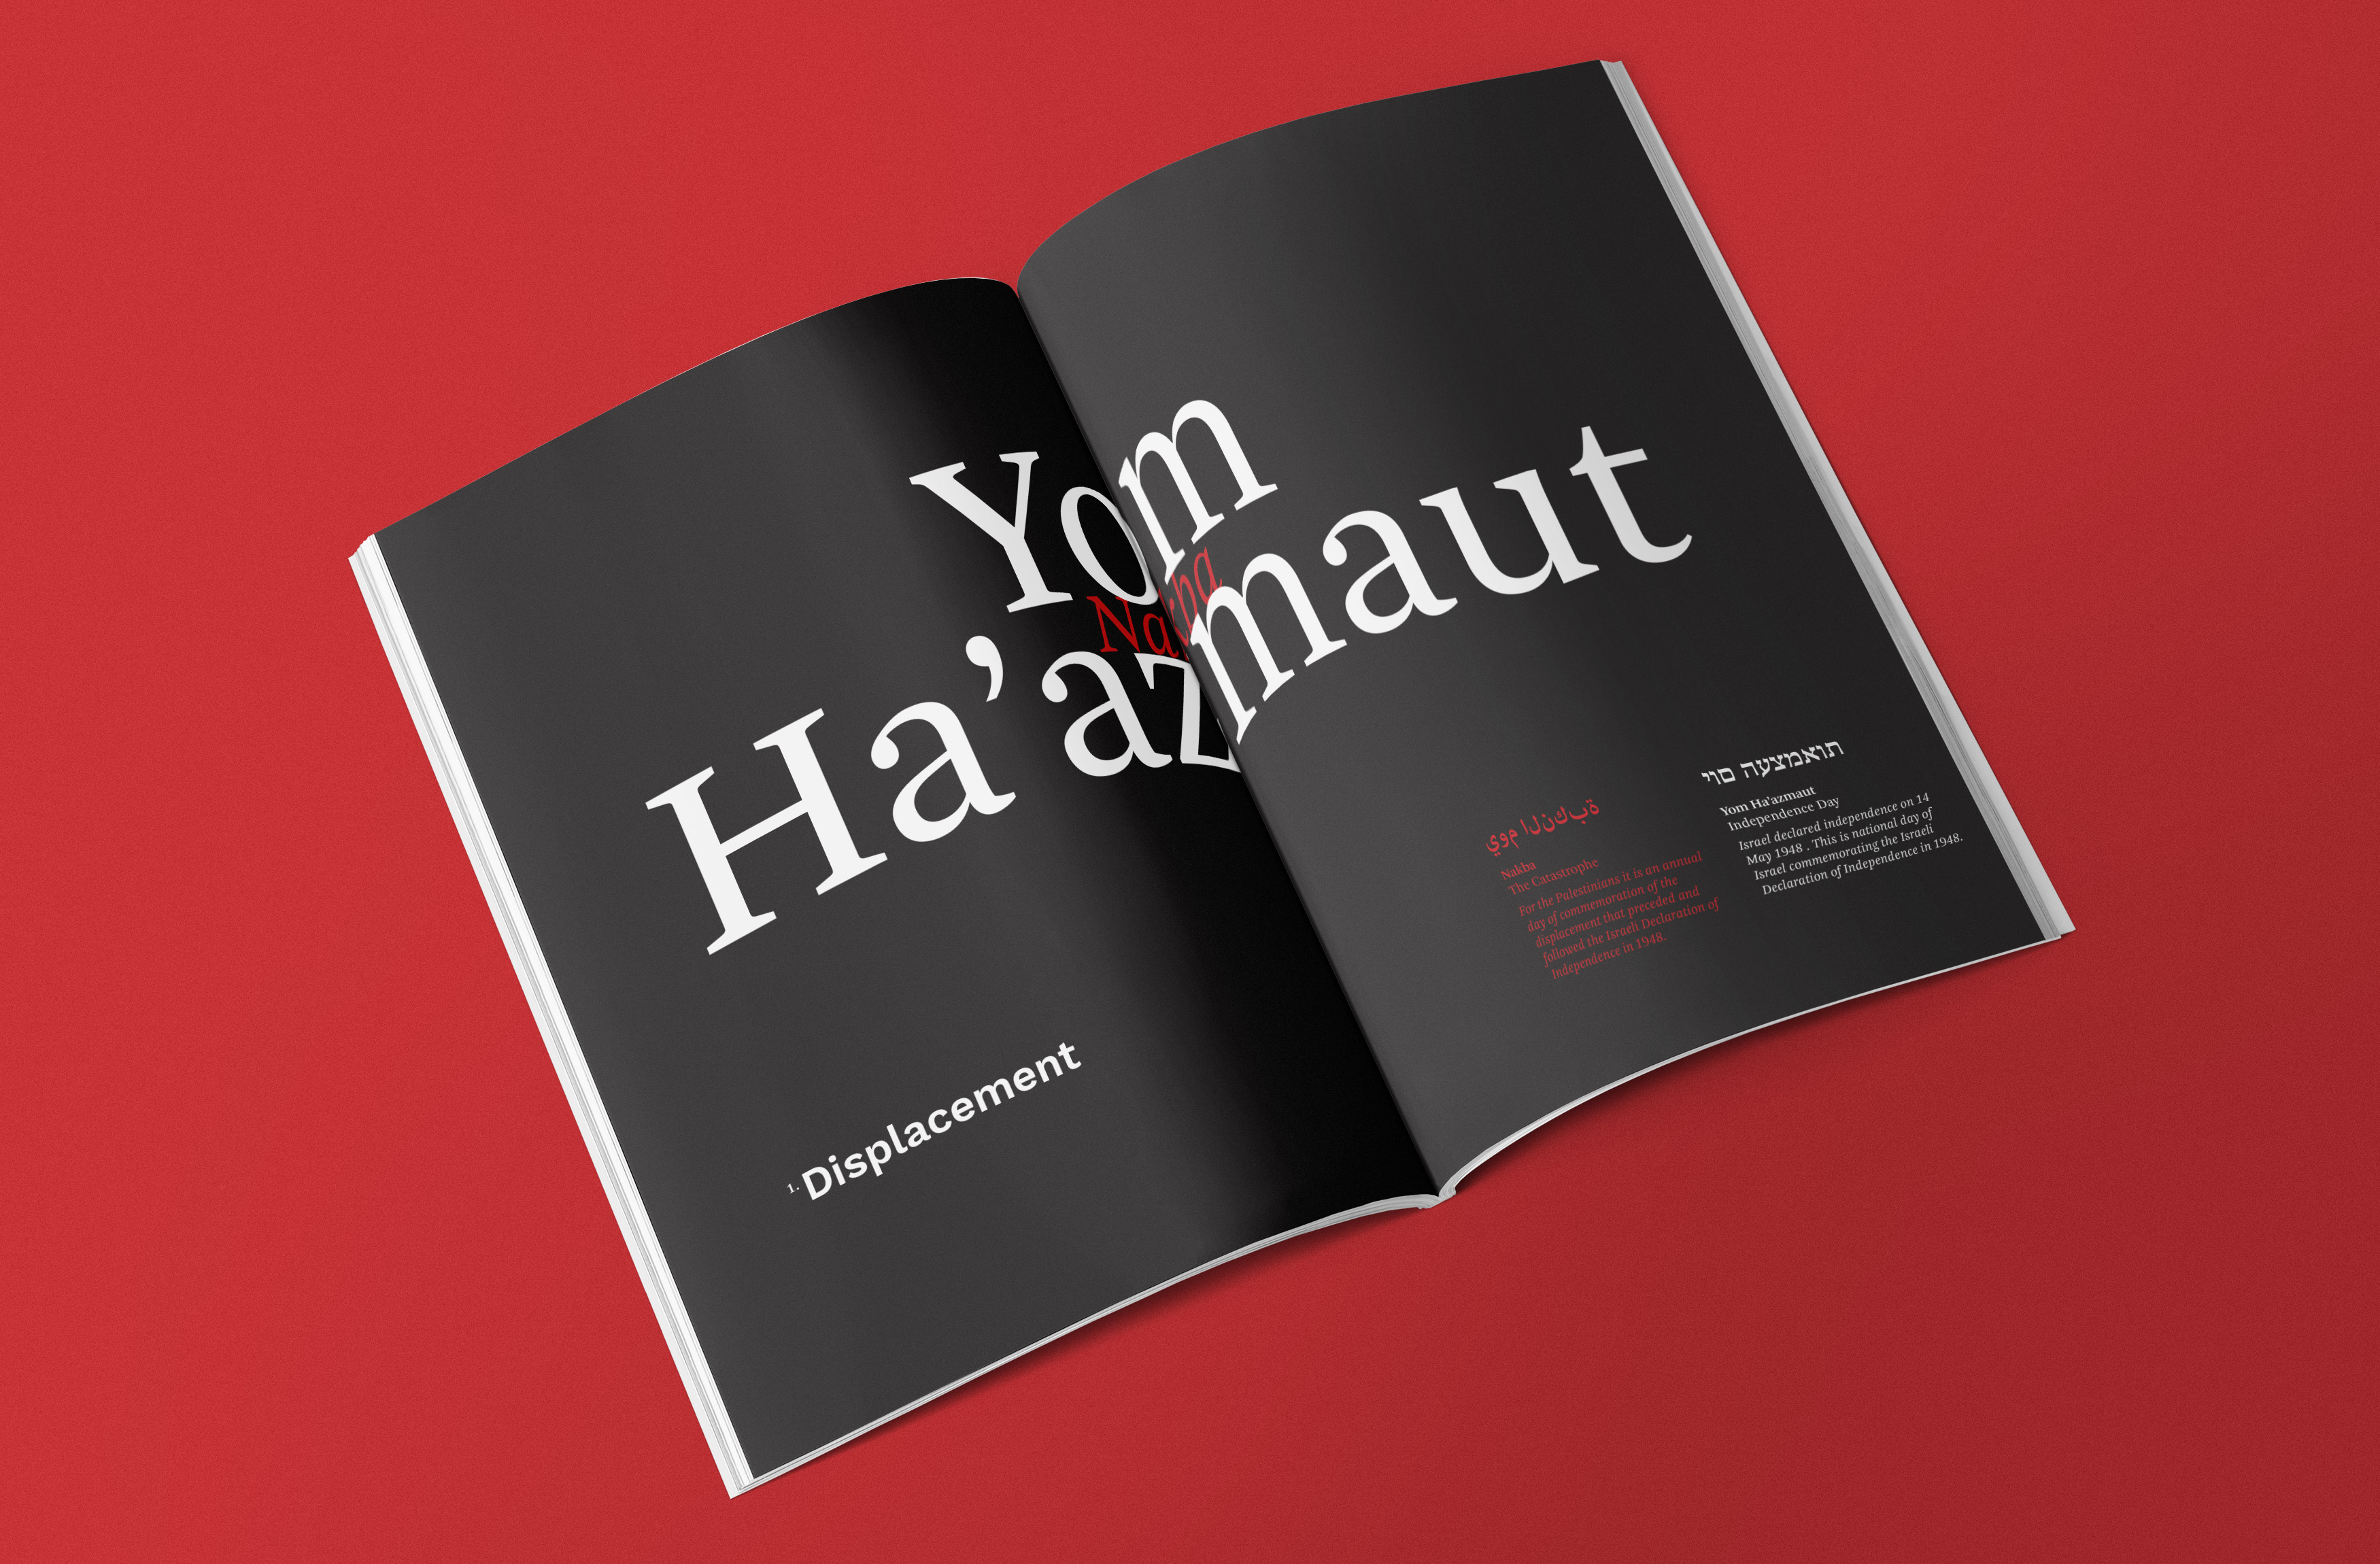 Yom
Nakba
Ha’azmaut
1. Displacement
ةبكنلا موي
Nakba
The Catastrophe
For the Palestinians it is an annual
day of commemoration of the
displacement that preceded and
followed the Israeli Declaration of
Independence in 1948.
תואמצעה םוי
Yom Ha'azmaut
Independence Day
Israel declared independence on 14
May 1948 . This is national day of
Israel commemorating the Israeli
Declaration of Independence in 1948.